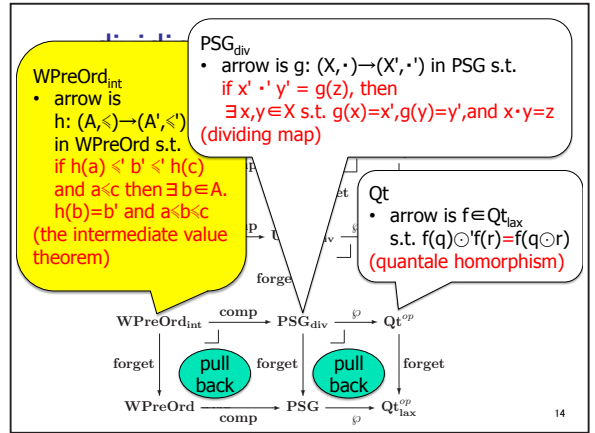 WPreOrd_int
• arrow is
h: (A,≤)→(A',≤')
in WPreOrd s.t.
if h(a) ≤' b' ≤' h(c)
and a≤c then ∃b∈A.
h(b)=b' and a≤b≤c
(the intermediate value
theorem)
PSG_div
• arrow is g: (X,·)→(X',·') in PSG s.t.
if x' ·' y' = g(z), then
∃x,y∈X s.t. g(x)=x',g(y)=y',and x·y=z
(dividing map)
Qt
• arrow is f∈Qt_lax
s.t. f(q)⊙'f(r)=f(q⊙r)
(quantale homorphism)
forget
WPreOrd_int comp PSG_div ℘ Qt^op
forget pull back forget pull back forget
WPreOrd comp PSG ℘ Qt^op_lax
14